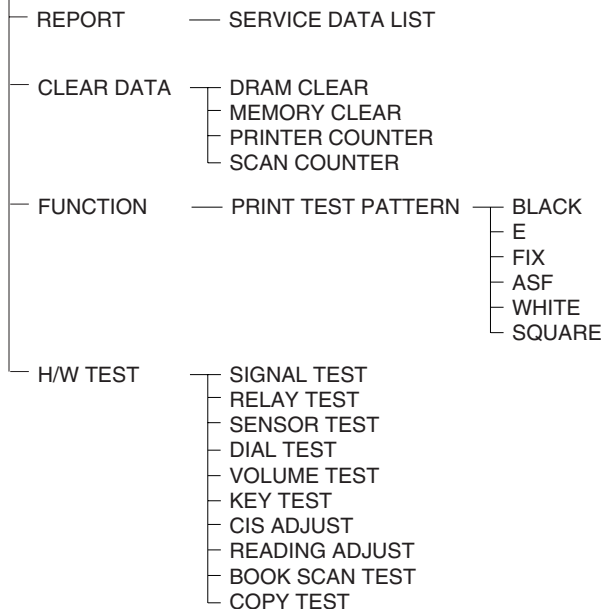 REPORT SERVICE DATA LIST
CLEAR DATA DRAM CLEAR
MEMORY CLEAR
PRINTER COUNTER
SCAN COUNTER
FUNCTION PRINT TEST PATTERN BLACK
E
FIX
ASF
WHITE
SQUARE
H/W TEST SIGNAL TEST
RELAY TEST
SENSOR TEST
DIAL TEST
VOLUME TEST
KEY TEST
CIS ADJUST
READING ADJUST
BOOK SCAN TEST
COPY TEST